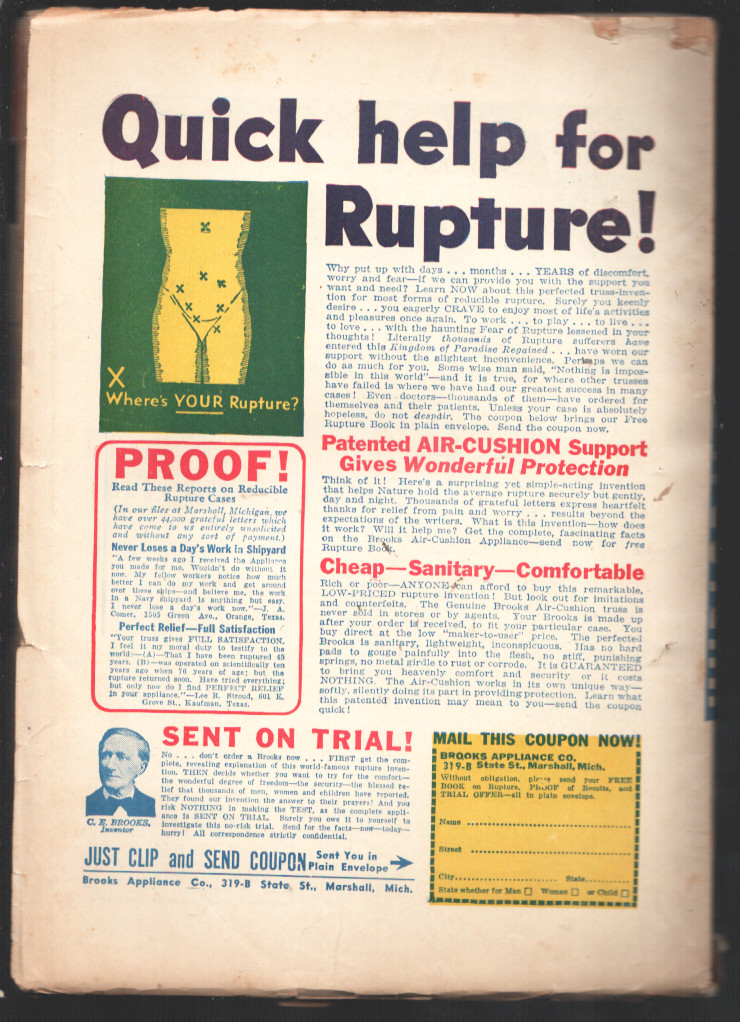 Quick help for
Rupture!
X
Where's YOUR Rupture?
Why put up with days . . . months . . . YEARS of discomfort,
worry and fear—if we can provide you with the support you
want and need? Learn NOW about this perfected truss-inven-
tion for most forms of reducible rupture. Surely you keenly
desire . . . you eagerly CRAVE to enjoy most of life's activities
and pleasures once again. To work . . . to play . . . to live . . .
to love . . . with the haunting Fear of Rupture lessened in your
thoughts! Literally thousands of Rupture sufferers have
entered this Kingdom of Paradise Regained . . . have worn our
support without the slightest inconvenience. Perhaps we can
do as much for you. Some wise man said, "Nothing is impos-
sible in this world"—and it is true, for where other trusses
have failed is where we have had our greatest success in many
cases! Even doctors—thousands of them—have ordered for
themselves and their patients. Unless your case is absolutely
hopeless, do not despair. The coupon below brings our Free
Rupture Book in plain envelope. Send the coupon now.
Patented AIR-CUSHION Support
Gives Wonderful Protection
Think of it! Here's a surprising yet simple-acting invention
that helps Nature hold the average rupture securely but gently,
day and night. Thousands of grateful letters express heartfelt
thanks for relief from pain and worry . . . results beyond the
expectations of the writers. What is this invention—how does
it work? Will it help me? Get the complete, fascinating facts
on the Brooks Air-Cushion Appliance—send now for free
Rupture Book.
Cheap—Sanitary—Comfortable
Rich or poor—ANYONE can afford to buy this remarkable,
LOW-PRICED rupture invention! But look out for imitations
and counterfeits. The Genuine Brooks Air-Cushion truss is
never sold in stores or by agents. Your Brooks is made up
after your order is received, to fit your particular case. You
buy direct at the low "maker-to-user" price. The perfected
Brooks is sanitary, lightweight, inconspicuous. Has no hard
pads to gouge painfully into the flesh, no stiff, punishing
springs, no metal girdle to rust or corrode. It is GUARANTEED
to bring you heavenly comfort and security or it costs
NOTHING. The Air-Cushion works in its own unique way—
softly, silently doing its part in providing protection. Learn what
this patented invention may mean to you—send the coupon
quick!
PROOF!
Read These Reports on Reducible
Rupture Cases
(In our files at Marshall, Michigan, we
have over 44,000 grateful letters which
have come to us entirely unsolicited
and without any sort of payment.)
Never Loses a Day's Work in Shipyard
"A few weeks ago I received the Appliance
you made for me. Wouldn't do without it
now. My fellow workers notice how much
better I can do my work and get around
over these ships—and believe me, the work
in a Navy shipyard is anything but easy.
I never lose a day's work now."—J. A.
Comer, 1505 Green Ave., Orange, Texas.
Perfect Relief—Full Satisfaction
"Your truss gives FULL SATISFACTION.
I feel it my moral duty to testify to the
world:—(A)—That I have been ruptured 45
years. (B)—was operated on scientifically ten
years ago when 76 years of age; but the
rupture returned soon. Have tried everything;
but only now do I find PERFECT RELIEF
in your appliance."—Lee R. Stroud, 601 E.
Grove St., Kaufman, Texas.
SENT ON TRIAL!
No . . . don't order a Brooks now . . . FIRST get the com-
plete, revealing explanation of this world-famous rupture inven-
tion. THEN decide whether you want to try for the comfort—
the wonderful degree of freedom—the security—the blessed re-
lief that thousands of men, women and children have reported.
They found our invention the answer to their prayers! And you
risk NOTHING in making the TEST, as the complete appli-
ance is SENT ON TRIAL. Surely you owe it to yourself to
investigate this no-risk trial. Send for the facts—now—today—
hurry! All correspondence strictly confidential.
C. E. BROOKS,
Inventor
JUST CLIP and SEND COUPON Sent You in
Plain Envelope
Brooks Appliance Co., 319-B State St., Marshall, Mich.
MAIL THIS COUPON NOW!
BROOKS APPLIANCE CO.
319-B State St., Marshall, Mich.
Without obligation, please send your FREE
BOOK on Rupture, PROOF of Results, and
TRIAL OFFER—all in plain envelope.
Name
Street
City State
State whether for Man □ Woman □ or Child □